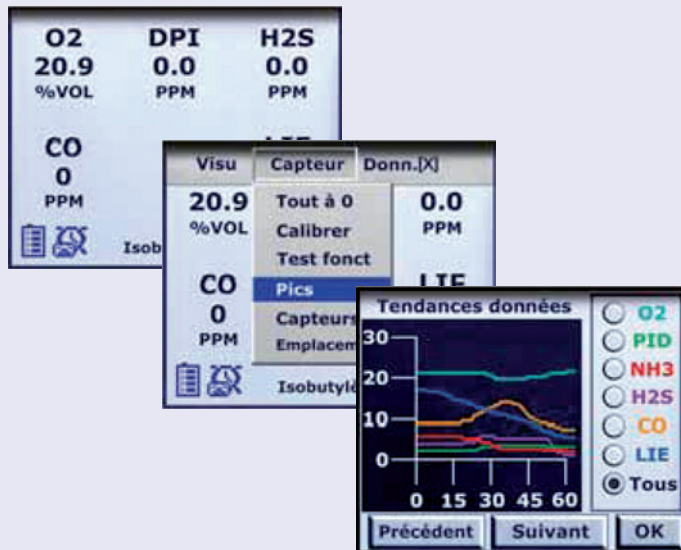 O2 DPI H2S
20.9 0.0 0.0
%VOL PPM PPM
CO
0
PPM
Visu Capteur Donn.[X]
20.9 Tout à 0 0.0
%VOL Calibrer PPM
Test fonct
CO Pics LIE
0 Capteurs
PPM
Tendances données
30
20
10
0
0 15 30 45 60
O2
PID
NH3
H2S
CO
LIE
Tous
Précédent Suivant OK